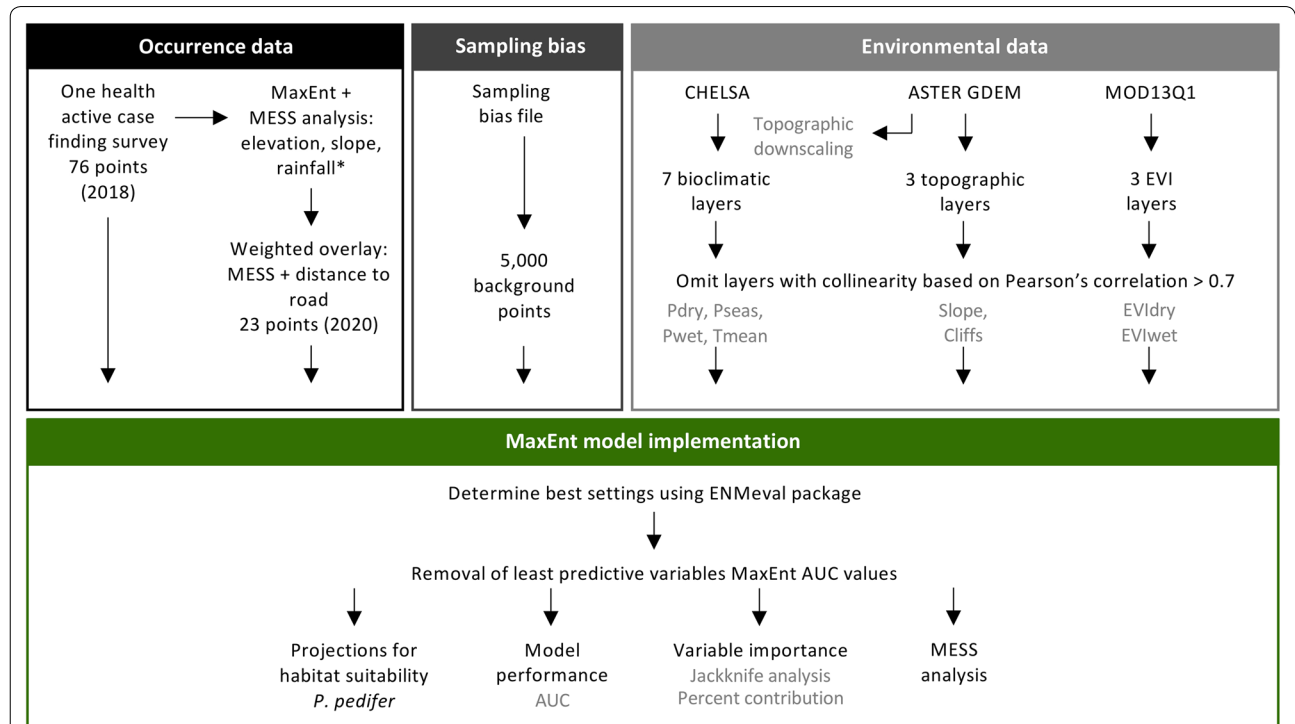 Occurrence data
One health
active case
finding survey
76 points
(2018)
MaxEnt +
MESS analysis:
elevation, slope,
rainfall*
Weighted overlay:
MESS + distance to
road
23 points (2020)
Sampling bias
Sampling
bias file
5,000
background
points
Environmental data
CHELSA
ASTER GDEM
MOD13Q1
Topographic
downscaling
7 bioclimatic
layers
3 topographic
layers
3 EVI
layers
Omit layers with collinearity based on Pearson’s correlation > 0.7
Pdry, Pseas,
Pwet, Tmean
Slope,
Cliffs
EVIdry
EVIwet
MaxEnt model implementation
Determine best settings using ENMeval package
Removal of least predictive variables MaxEnt AUC values
Projections for
habitat suitability
P. pedifer
Model
performance
AUC
Variable importance
Jackknife analysis
Percent contribution
MESS
analysis